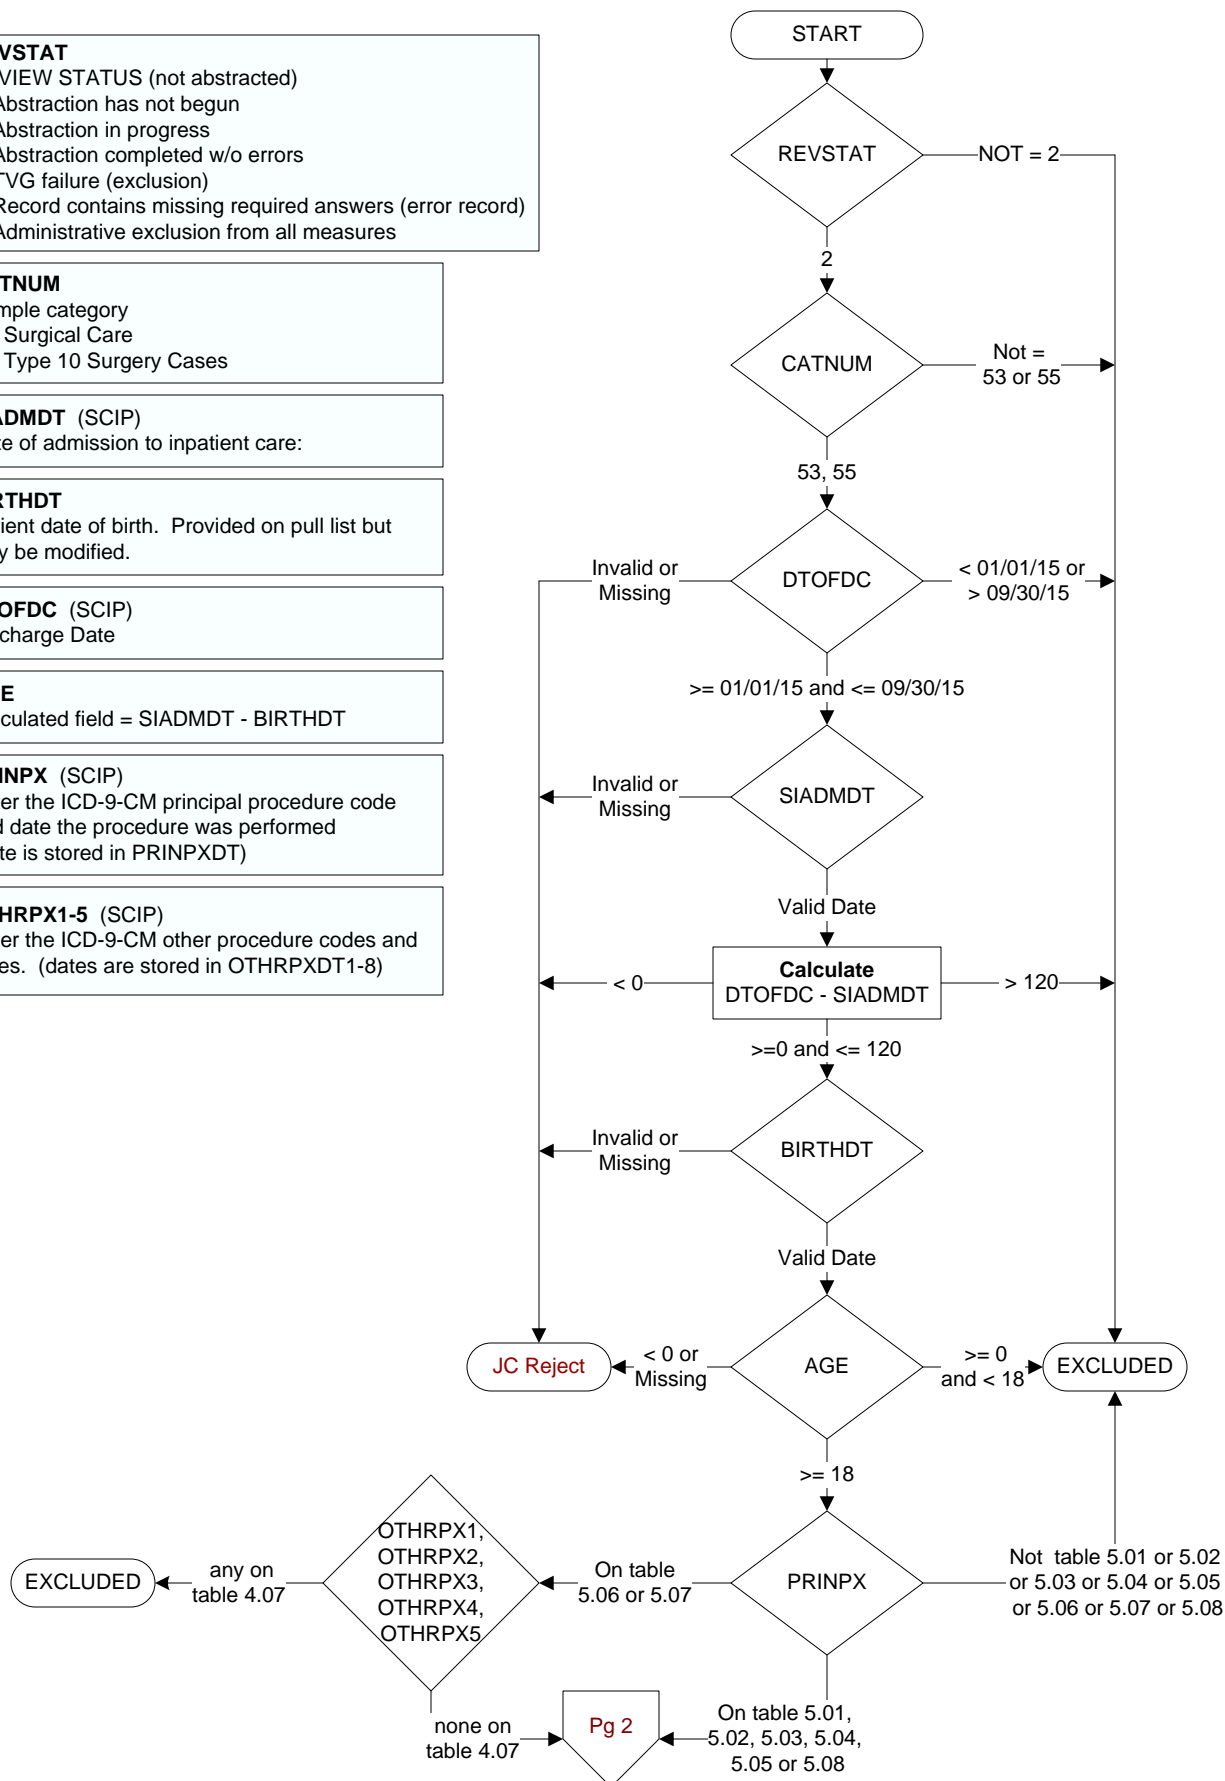 VSTAT
VIEW STATUS (not abstracted)
Abstraction has not begun
Abstraction in progress
Abstraction completed w/o errors
TVG failure (exclusion)
Record contains missing required answers (error record)
Administrative exclusion from all measures
TNUM
mple category
Surgical Care
Type 10 Surgery Cases
ADMDT (SCIP)
te of admission to inpatient care:
RTHDT
ient date of birth. Provided on pull list but
y be modified.
OFDC (SCIP)
charge Date
E
culated field = SIADMDT - BIRTHDT
INPX (SCIP)
er the ICD-9-CM principal procedure code
d date the procedure was performed
te is stored in PRINPXDT)
HRPX1-5 (SCIP)
er the ICD-9-CM other procedure codes and
es. (dates are stored in OTHRPXDT1-8)
START
REVSTAT
NOT = 2
2
CATNUM
Not =
53 or 55
53, 55
Invalid or
Missing
DTOFDC
< 01/01/15 or
> 09/30/15
>= 01/01/15 and <= 09/30/15
Invalid or
Missing
SIADMDT
Valid Date
< 0
Calculate
DTOFDC - SIADMDT
> 120
>=0 and <= 120
Invalid or
Missing
BIRTHDT
Valid Date
JC Reject
< 0 or
Missing
AGE
>= 0
and < 18
EXCLUDED
>= 18
EXCLUDED
any on
table 4.07
OTHRPX1,
OTHRPX2,
OTHRPX3,
OTHRPX4,
OTHRPX5
On table
5.06 or 5.07
PRINPX
Not table 5.01 or 5.02
or 5.03 or 5.04 or 5.05
or 5.06 or 5.07 or 5.08
none on
table 4.07
Pg 2
On table 5.01,
5.02, 5.03, 5.04,
5.05 or 5.08